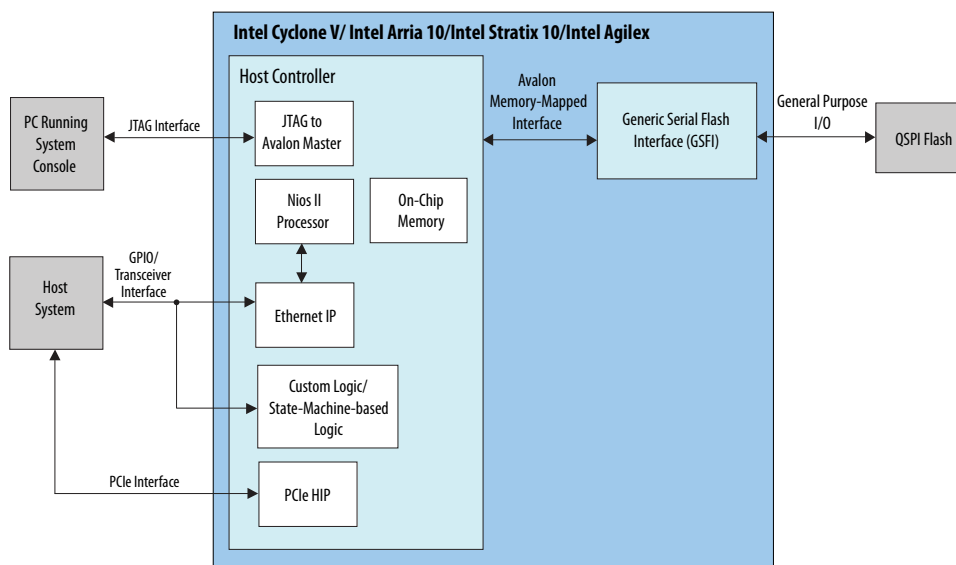 Intel Cyclone V/ Intel Arria 10/Intel Stratix 10/Intel Agilex
Host Controller
PC Running
System
Console
JTAG Interface
JTAG to
Avalon Master
Avalon
Memory-Mapped
Interface
Generic Serial Flash
Interface (GSFI)
General Purpose
I/O
QSPI Flash
Nios II
Processor
On-Chip
Memory
Host
System
GPIO/
Transceiver
Interface
Ethernet IP
Custom Logic/
State-Machine-based
Logic
PCIe Interface
PCIe HIP